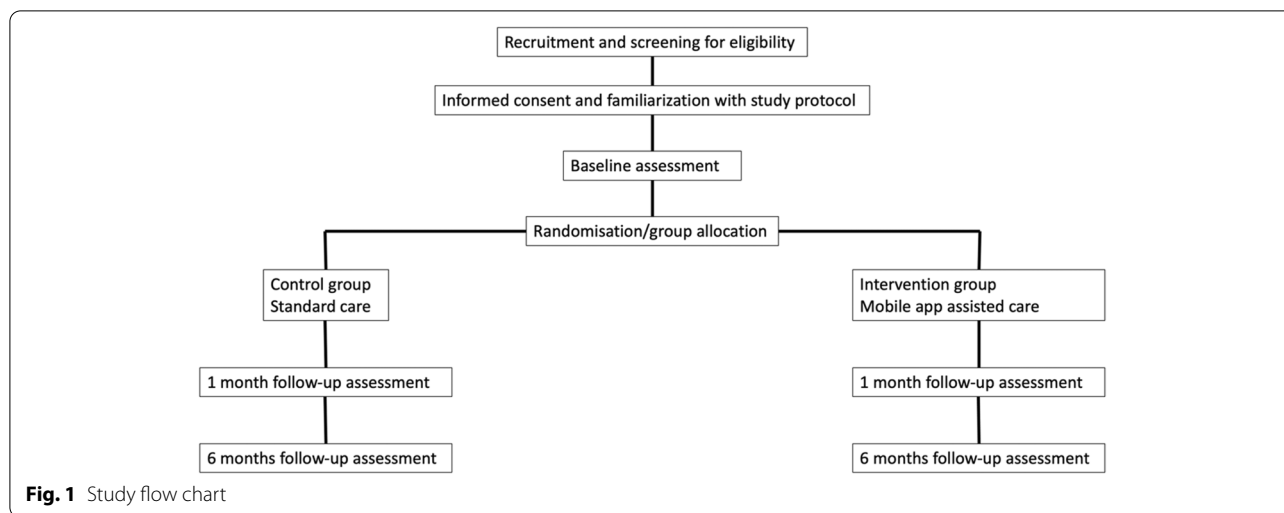 Recruitment and screening for eligibility
Informed consent and familiarization with study protocol
Baseline assessment
Randomisation/group allocation
Control group
Standard care
Intervention group
Mobile app assisted care
1 month follow-up assessment
1 month follow-up assessment
6 months follow-up assessment
6 months follow-up assessment
Fig. 1 Study flow chart